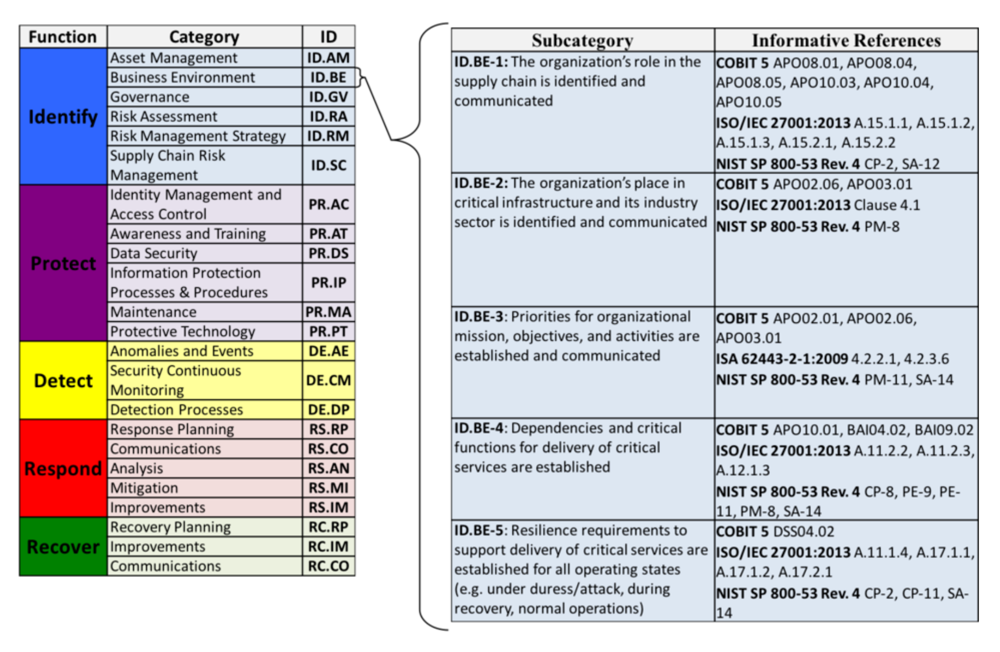 Function Category ID
Identify
Asset Management ID.AM
Business Environment ID.BE
Governance ID.GV
Risk Assessment ID.RA
Risk Management Strategy ID.RM
Supply Chain Risk
Management
ID.SC
Protect
Identity Management and
Access Control
PR.AC
Awareness and Training PR.AT
Data Security PR.DS
Information Protection
Processes & Procedures
PR.IP
Maintenance PR.MA
Protective Technology PR.PT
Detect
Anomalies and Events DE.AE
Security Continuous
Monitoring
DE.CM
Detection Processes DE.DP
Respond
Response Planning RS.RP
Communications RS.CO
Analysis RS.AN
Mitigation RS.MI
Improvements RS.IM
Recover
Recovery Planning RC.RP
Improvements RC.IM
Communications RC.CO
Subcategory Informative References
ID.BE-1: The organization’s role in the
supply chain is identified and
communicated
COBIT 5 APO08.01, APO08.04,
APO08.05, APO10.03, APO10.04,
APO10.05
ISO/IEC 27001:2013 A.15.1.1, A.15.1.2,
A.15.1.3, A.15.2.1, A.15.2.2
NIST SP 800-53 Rev. 4 CP-2, SA-12
ID.BE-2: The organization’s place in
critical infrastructure and its industry
sector is identified and communicated
COBIT 5 APO02.06, APO03.01
ISO/IEC 27001:2013 Clause 4.1
NIST SP 800-53 Rev. 4 PM-8
ID.BE-3: Priorities for organizational
mission, objectives, and activities are
established and communicated
COBIT 5 APO02.01, APO02.06,
APO03.01
ISA 62443-2-1:2009 4.2.2.1, 4.2.3.6
NIST SP 800-53 Rev. 4 PM-11, SA-14
ID.BE-4: Dependencies and critical
functions for delivery of critical
services are established
COBIT 5 APO10.01, BAI04.02, BAI09.02
ISO/IEC 27001:2013 A.11.2.2, A.11.2.3,
A.12.1.3
NIST SP 800-53 Rev. 4 CP-8, PE-9, PE-
11, PM-8, SA-14
ID.BE-5: Resilience requirements to
support delivery of critical services are
established for all operating states
(e.g. under duress/attack, during
recovery, normal operations)
COBIT 5 DSS04.02
ISO/IEC 27001:2013 A.11.1.4, A.17.1.1,
A.17.1.2, A.17.2.1
NIST SP 800-53 Rev. 4 CP-2, CP-11, SA-
14